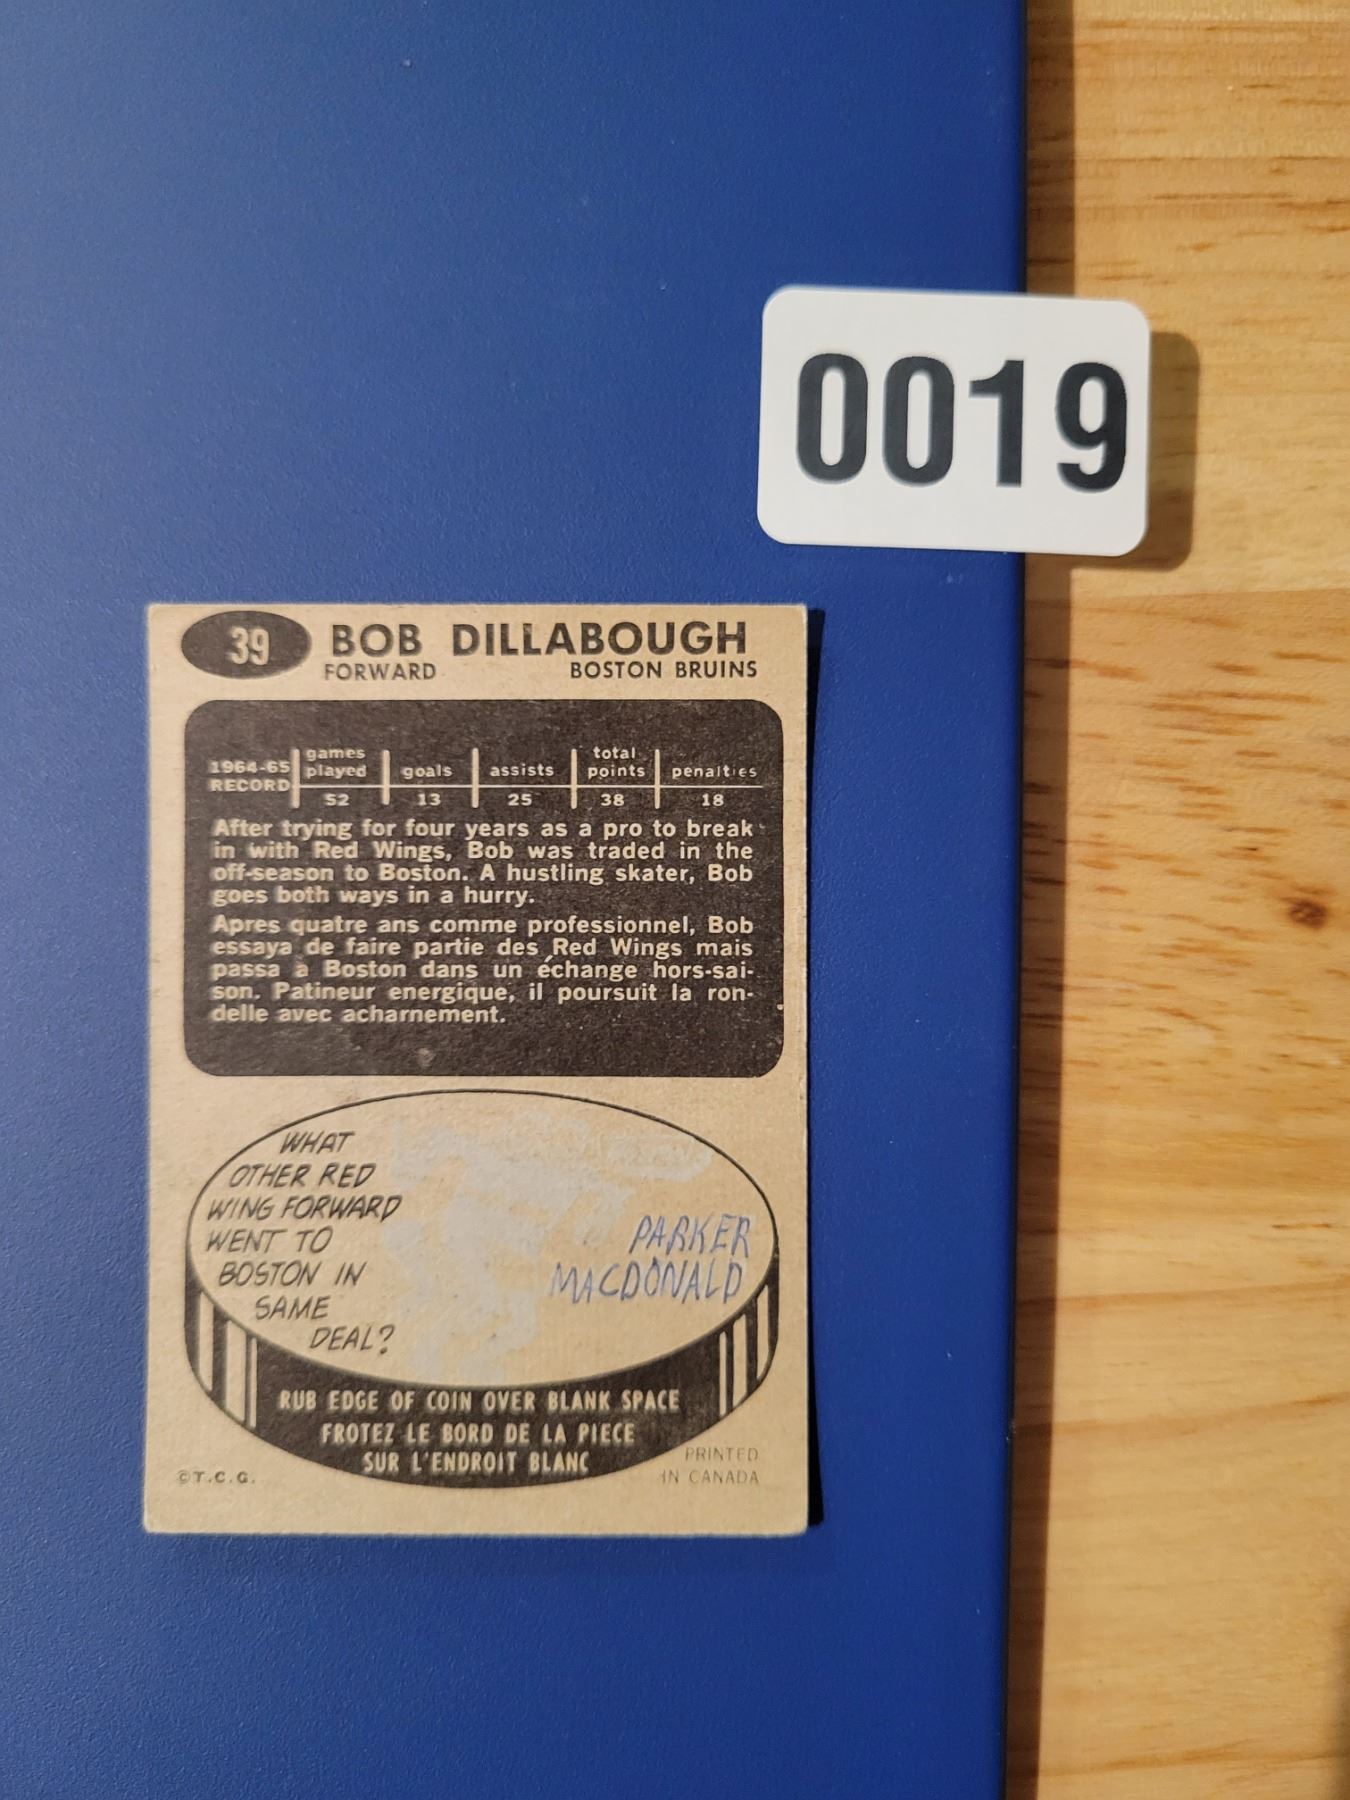 0019
39 BOB DILLABOUGH
FORWARD BOSTON BRUINS
1964-65 RECORD games played goals assists total points penalties
52 13 25 38 18
After trying for four years as a pro to break
in with Red Wings, Bob was traded in the
off-season to Boston. A hustling skater, Bob
goes both ways in a hurry.
Apres quatre ans comme professionnel, Bob
essaya de faire partie des Red Wings mais
passa à Boston dans un échange hors-sai-
son. Patineur energique, il poursuit la ron-
delle avec acharnement.
WHAT
OTHER RED
WING FORWARD
WENT TO
BOSTON IN
SAME
DEAL?
PARKER
MACDONALD
RUB EDGE OF COIN OVER BLANK SPACE
FROTEZ LE BORD DE LA PIECE
SUR L'ENDROIT BLANC
©T.C.G.
PRINTED
IN CANADA